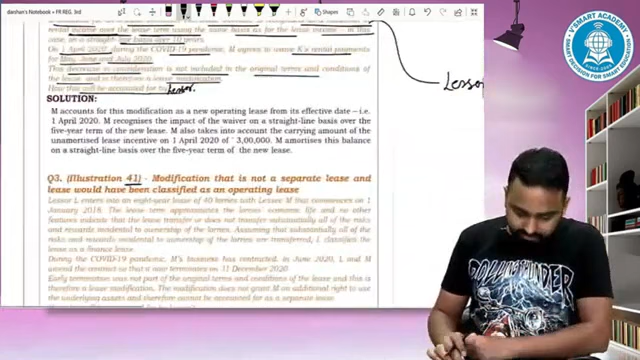 darshan's Notebook
Shapes
rental income over the lease term using the same basis as for the lease income - in this
case, on a straight-line basis over 10 years.
On 1 April 2020, during the COVID-19 pandemic, M agrees to waive K's rental payments
for May, June and July 2020.
This decrease in consideration is not included in the original terms and conditions of
the lease and is therefore a lease modification.
How this will be accounted for by Lessor.
Lessor
SOLUTION:
M accounts for this modification as a new operating lease from its effective date – i.e.
1 April 2020. M recognises the impact of the waiver on a straight-line basis over the
five-year term of the new lease. M also takes into account the carrying amount of the
unamortised lease incentive on 1 April 2020 of ` 3,00,000. M amortises this balance
on a straight-line basis over the five-year term of the new lease.
Q3. (Illustration 41) - Modification that is not a separate lease and
lease would have been classified as an operating lease
Lessor L enters into an eight-year lease of 40 lorries with Lessee M that commences on 1
January 2018. The lease term approximates the lorries' economic life and no other
features indicate that the lease transfer or does not transfer substantially all of the risks
and rewards incidental to ownership of the lorries. Assuming that substantially all of
the risks and rewards incidental to ownership of the lorries are transferred, L classifies the
lease as a finance lease.
During the COVID-19 pandemic, M's business has contracted. In June 2020, L and M
amend the contract so that it now terminates on 31 December 2020.
Early termination was not part of the original terms and conditions of the lease and this is
therefore a lease modification. The modification does not grant M an additional right to use
the underlying assets and therefore cannot be accounted for as a separate lease.
V'SMART ACADEMY
SMART DECISION FOUNDATION
SINCE 2013